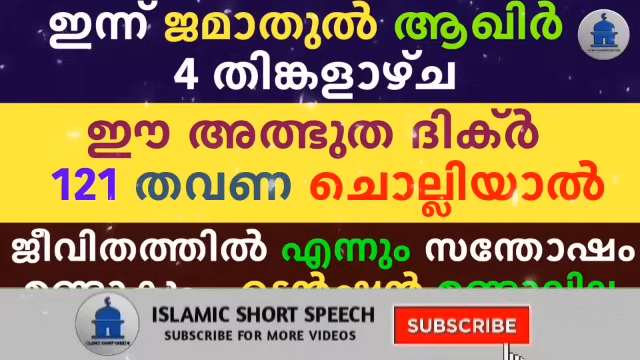 ഇന്ന് ജമാതുൽ ആഖിർ
4 തിങ്കളാഴ്ച
ഈ അത്ഭുത ദിക്ർ
121 തവണ ചൊല്ലിയാൽ
ജീവിതത്തിൽ എന്നും സന്തോഷം
ISLAMIC SHORT SPEECH
SUBSCRIBE FOR MORE VIDEOS
SUBSCRIBE